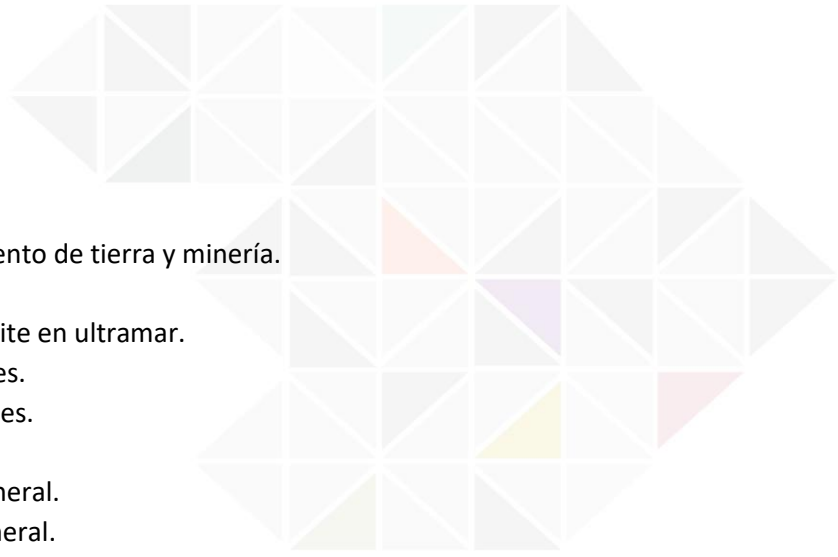 ento de tierra y minería.
ite en ultramar.
es.
es.
neral.
neral.